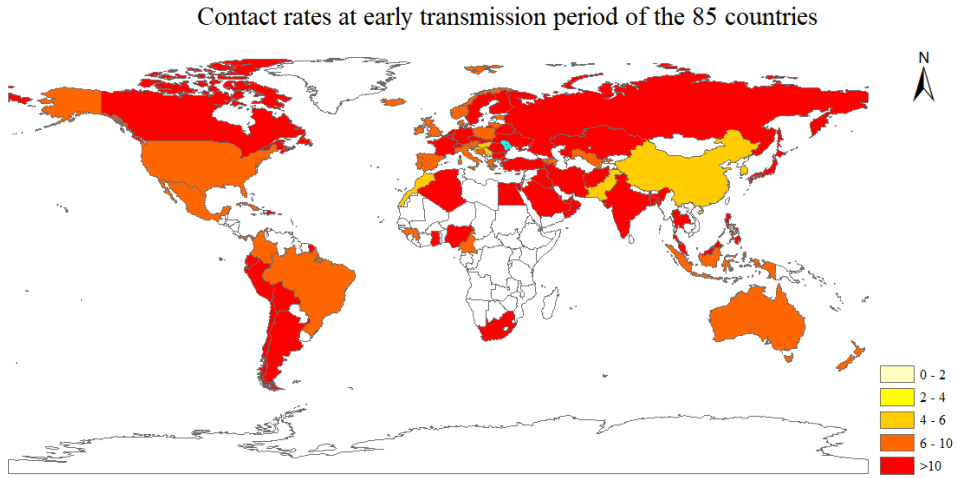 Contact rates at early transmission period of the 85 countries
N
0 - 2
2 - 4
4 - 6
6 - 10
>10